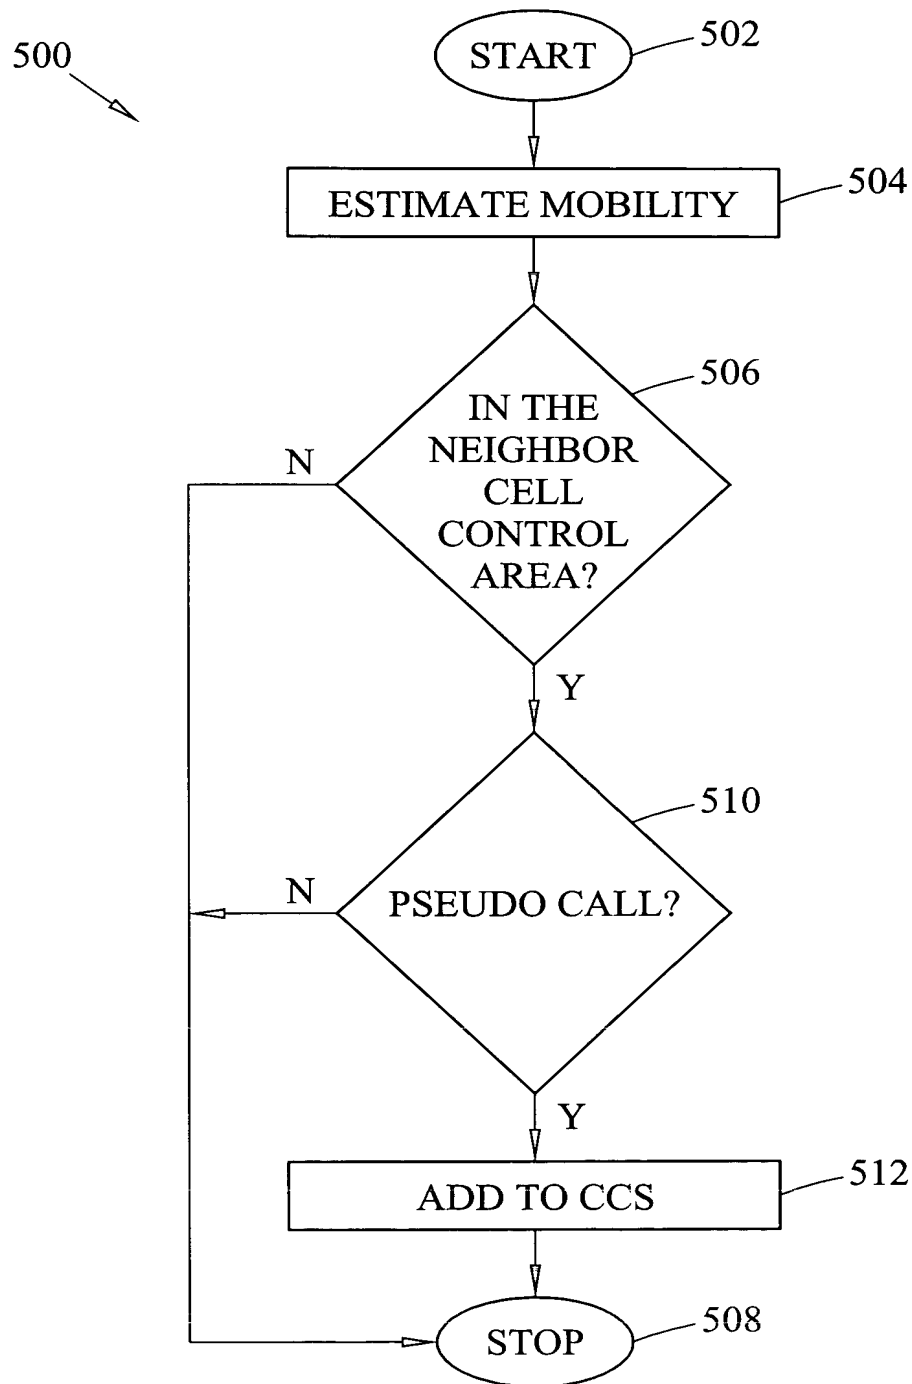 500
START
502
ESTIMATE MOBILITY
504
506
IN THE
NEIGHBOR
CELL
CONTROL
AREA?
N
Y
510
PSEUDO CALL?
N
Y
ADD TO CCS
512
STOP
508